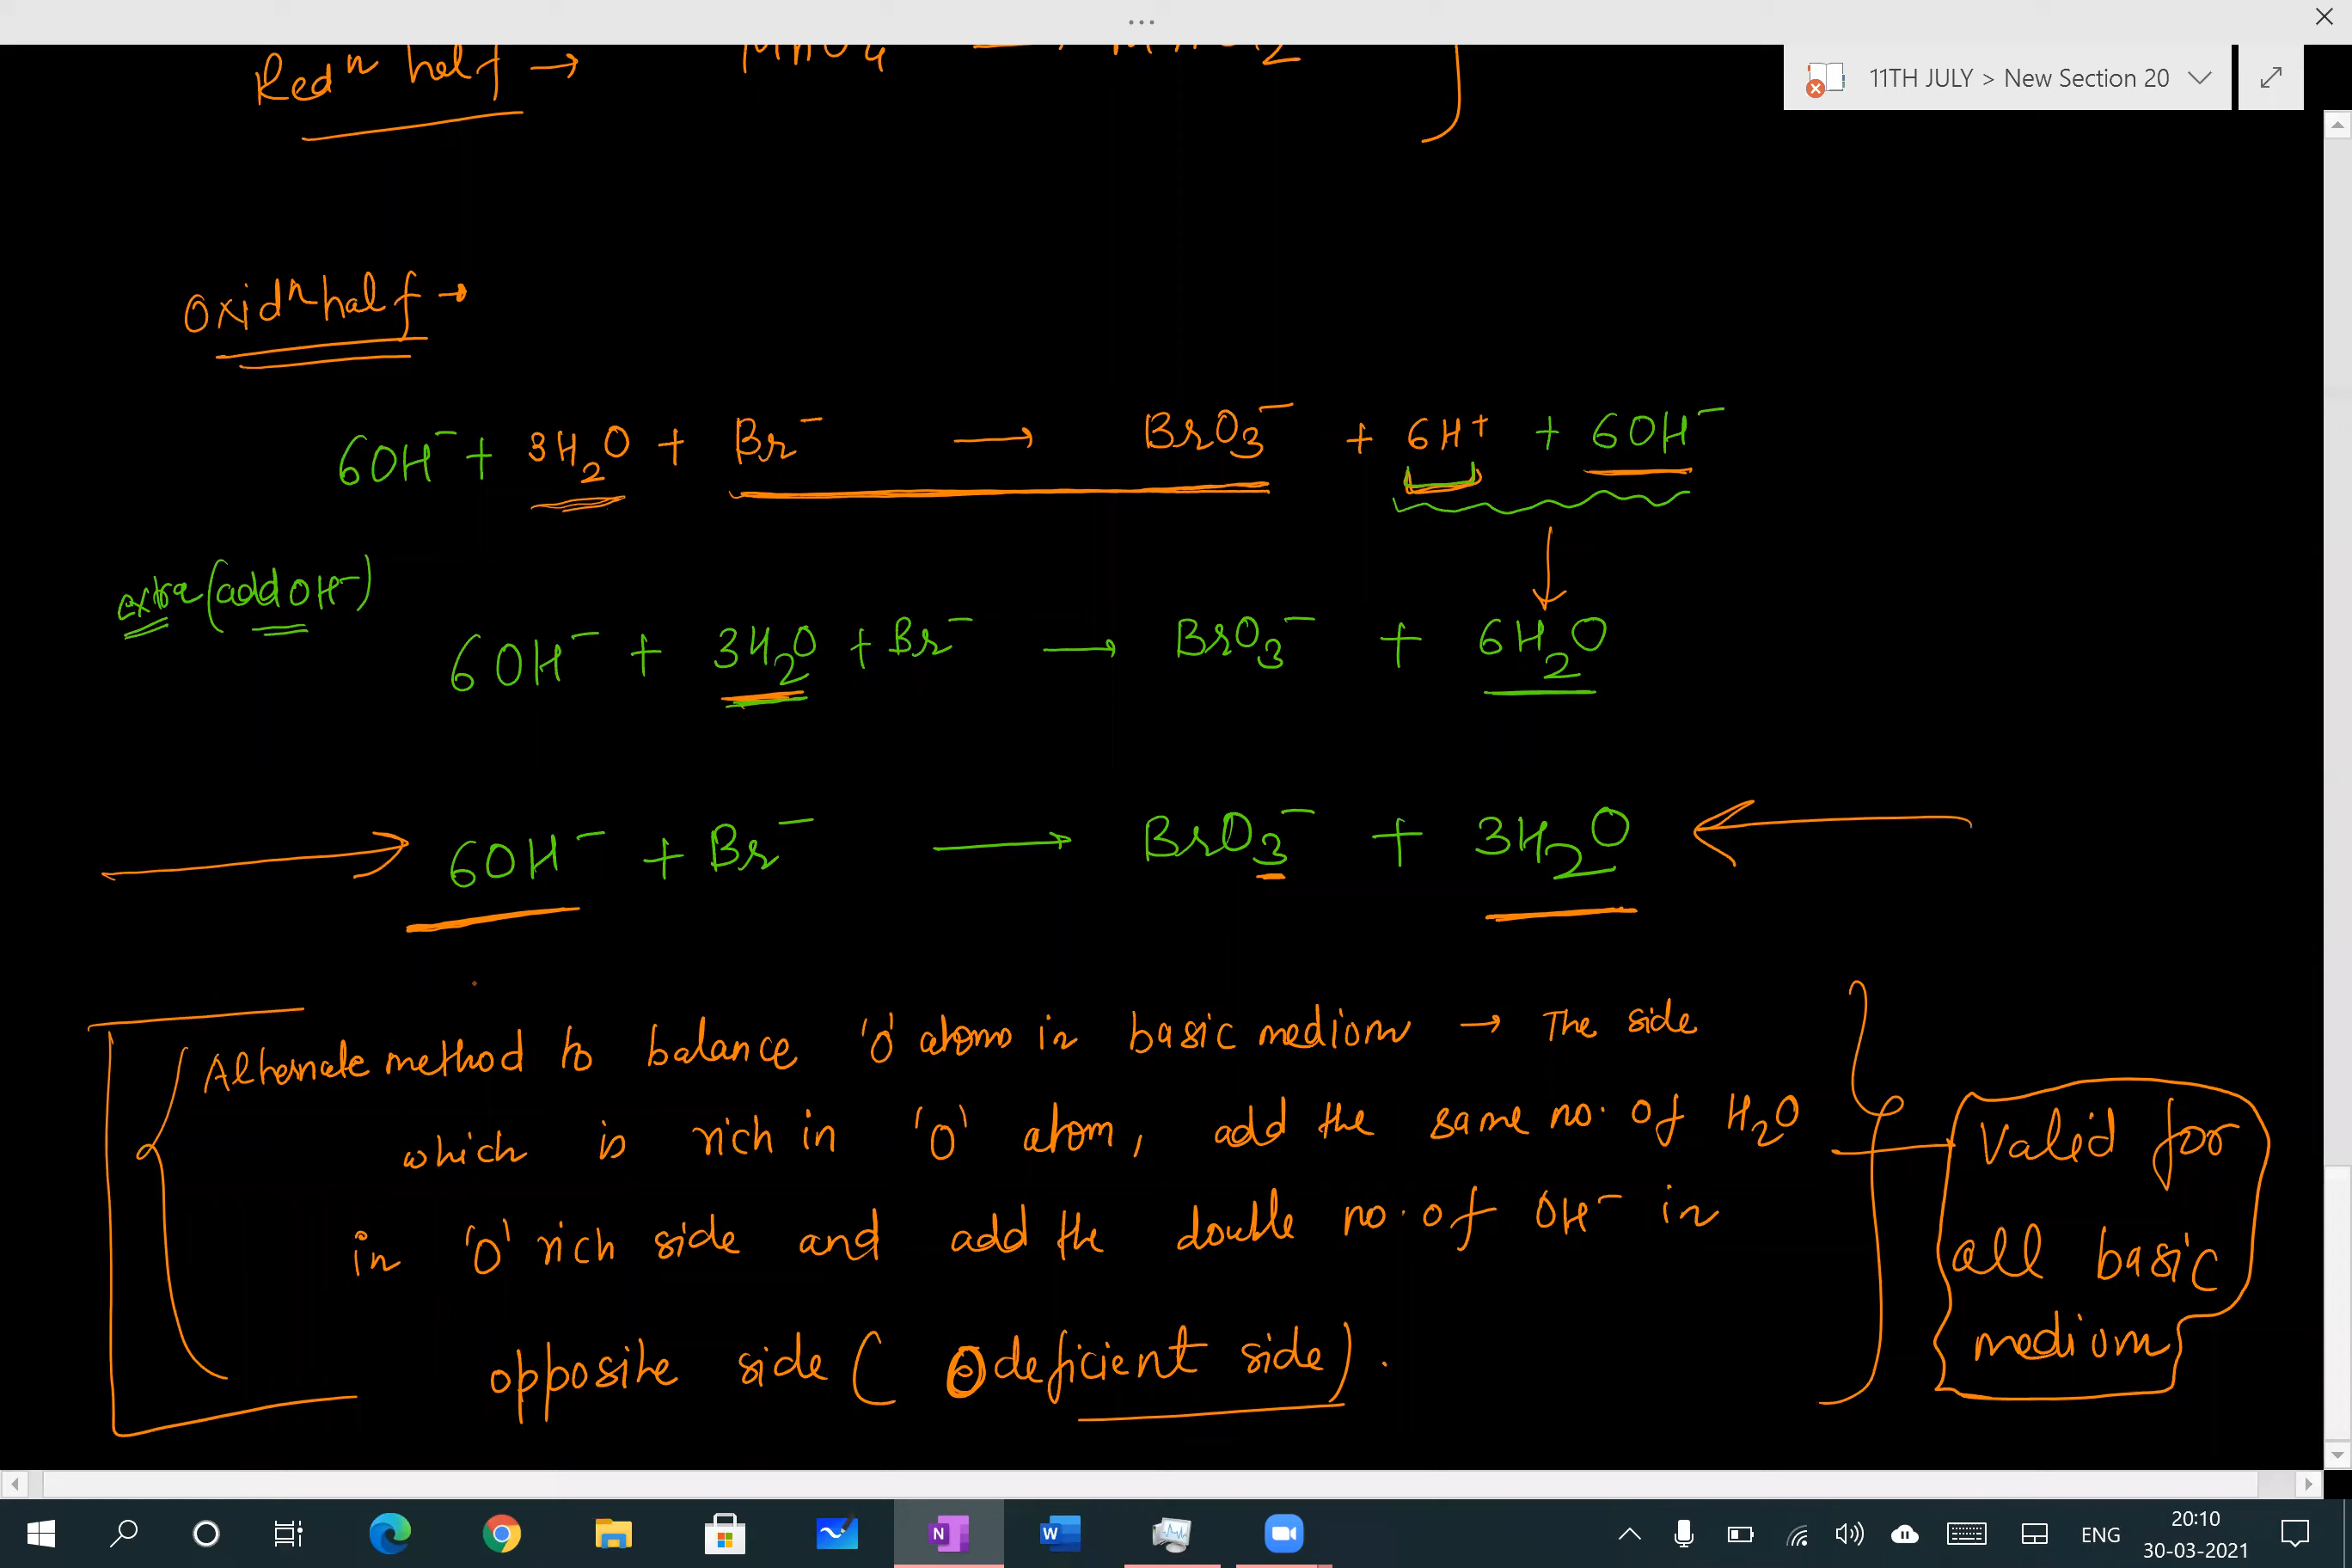 ...
11TH JULY > New Section 20
Redⁿ half → MnO₄ → MnO₂
Oxidⁿ half →
6OH⁻ + 3H₂O + Br⁻ → BrO₃⁻ + 6H⁺ + 6OH⁻
extra (add OH⁻)
6OH⁻ + 3H₂O + Br⁻ → BrO₃⁻ + 6H₂O
6OH⁻ + Br⁻ → BrO₃⁻ + 3H₂O
Alternate method to balance 'O' atoms in basic medium → The side
which is rich in 'O' atom, add the same no. of H₂O
in 'O' rich side and add the double no. of OH⁻ in
opposite side (O deficient side).
Valid for
all basic
medium
N
W
ENG
20:10
30-03-2021